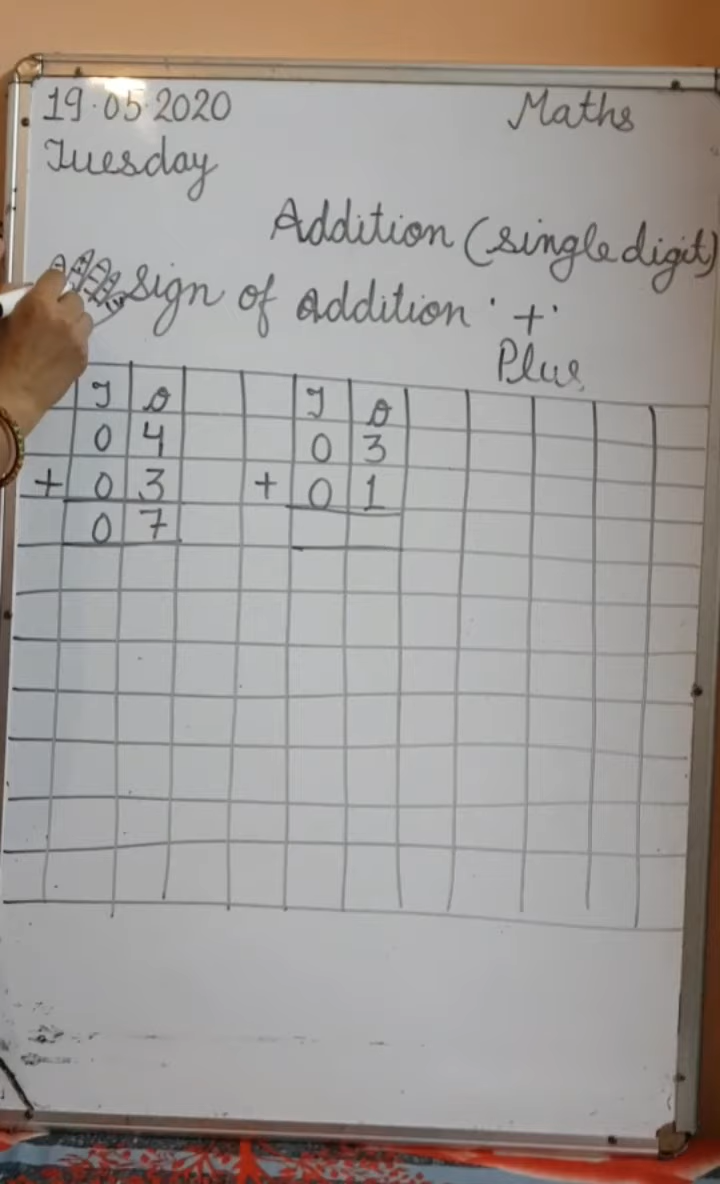 19.05.2020 Maths
Tuesday
Addition (single digit)
sign of addition '+'
Plus
T O T O
0 4 0 3
+ 0 3 + 0 1
0 7